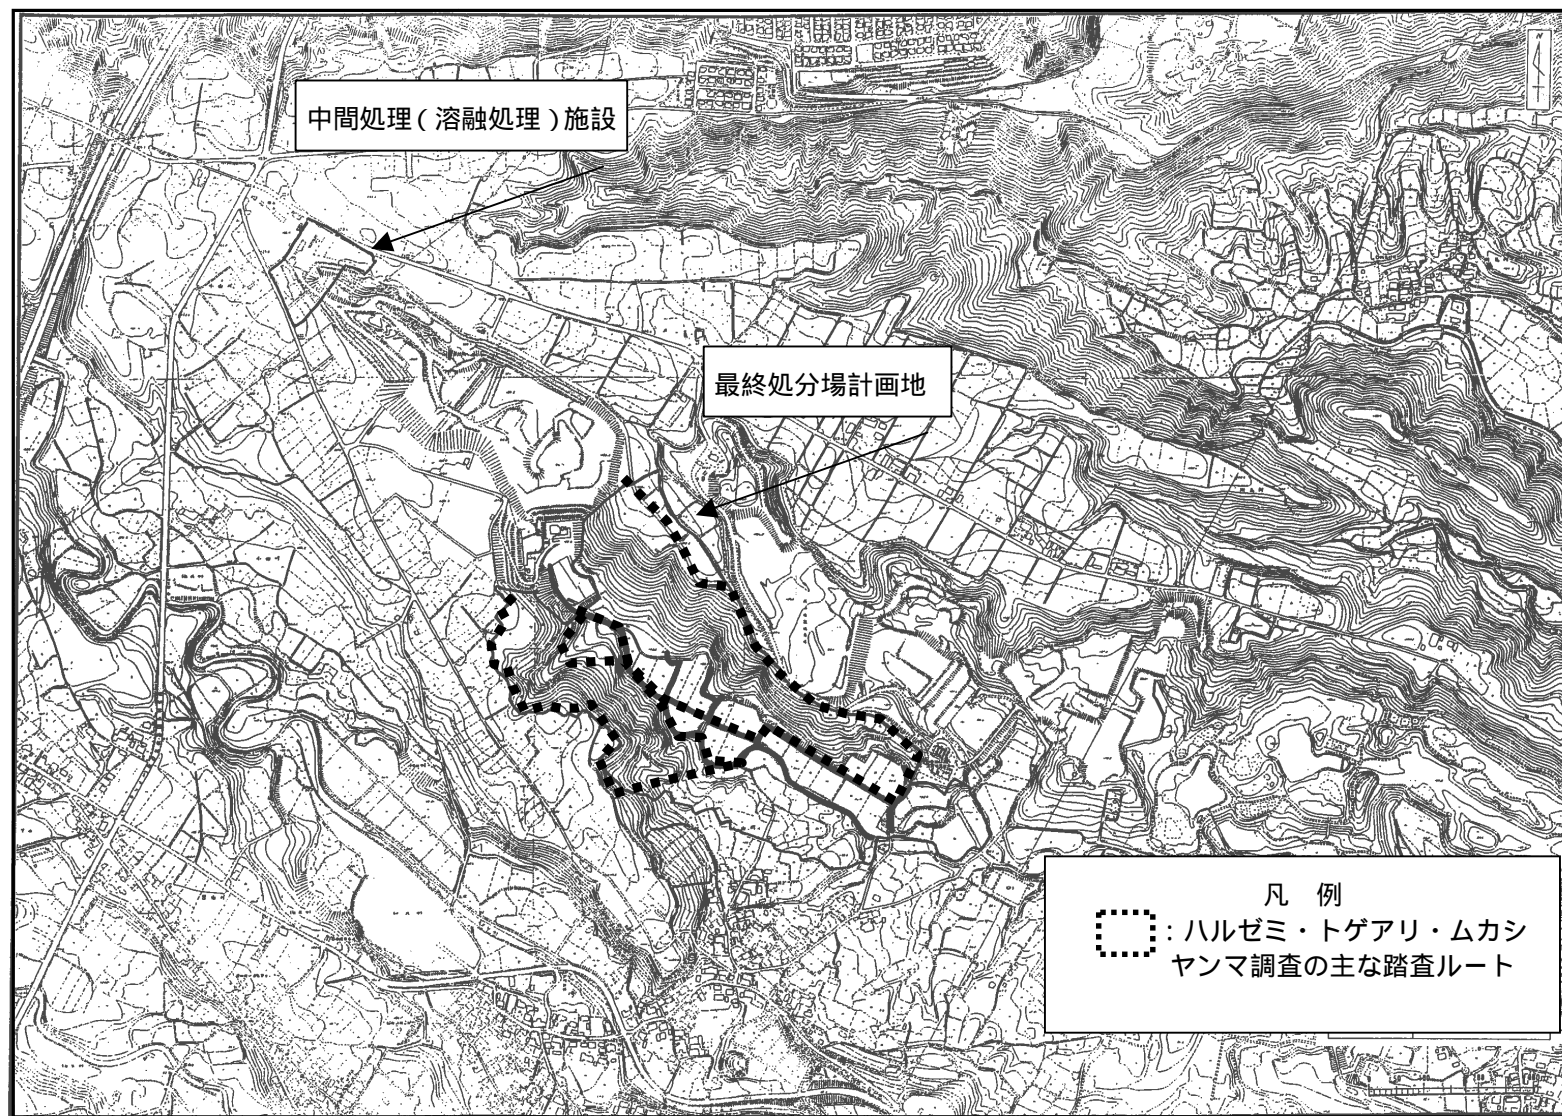 中間処理(溶融処理)施設
最終処分場計画地
凡 例
:ハルゼミ・トゲアリ・ムカシ
ヤンマ調査の主な踏査ルート